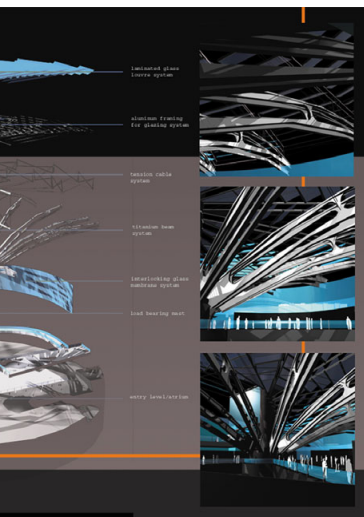 laminated glass
louvre system
aluminum framing
for glazing system
tension cable
system
titanium beam
system
interlocking glass
membrane system
load bearing mast
entry level/atrium